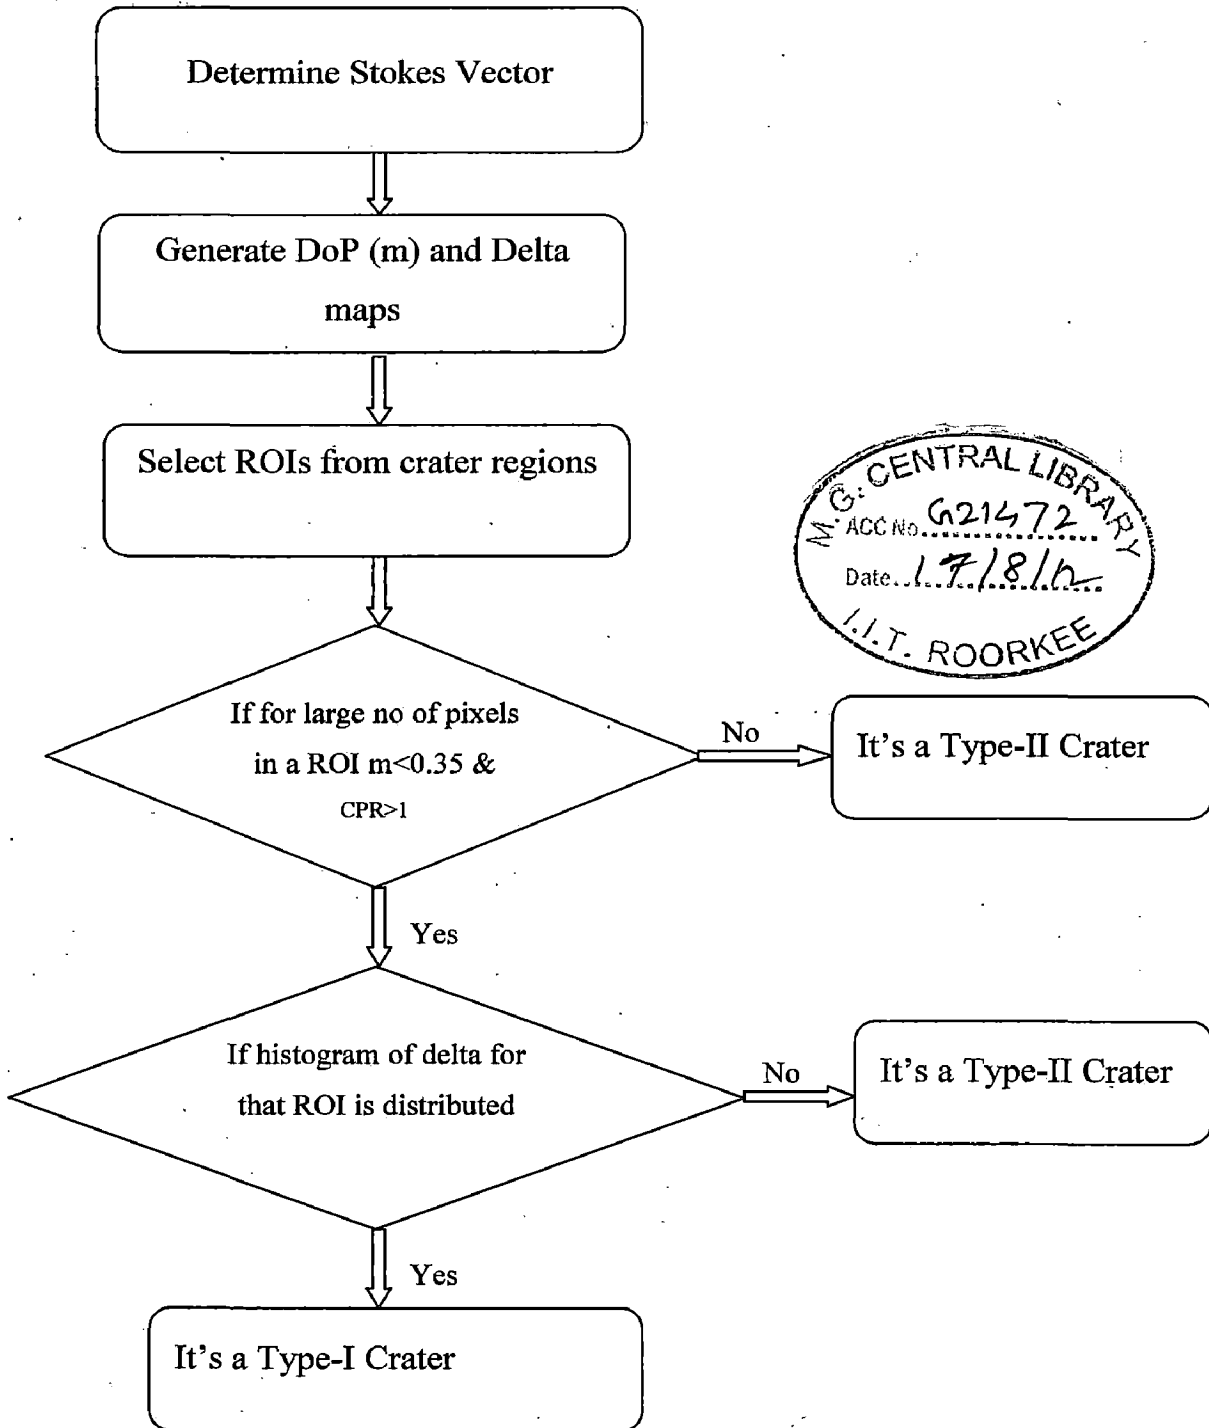 Determine Stokes Vector
Generate DoP (m) and Delta
maps
Select ROIs from crater regions
M.G. CENTRAL LIBRARY
ACC No. G21472
Date 17/8/12
I.I.T. ROORKEE
If for large no of pixels
in a ROI m<0.35 &
CPR>1
No
It's a Type-II Crater
Yes
If histogram of delta for
that ROI is distributed
No
It's a Type-II Crater
Yes
It's a Type-I Crater